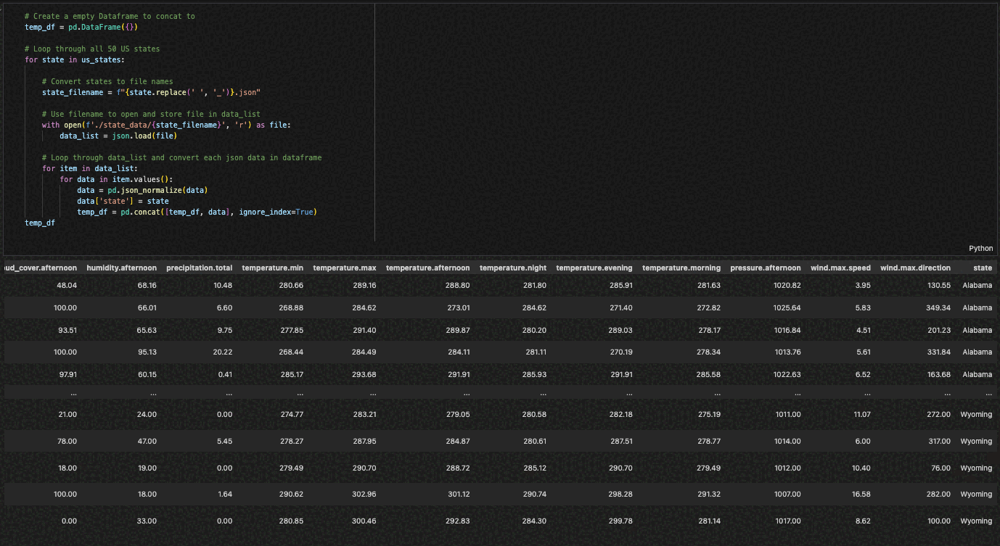 # Create a empty Dataframe to concat to
temp_df = pd.DataFrame({})
# Loop through all 50 US states
for state in us_states:
# Convert states to file names
state_filename = f"{state.replace(' ', '_')}.json"
# Use filename to open and store file in data_list
with open(f'./state_data/{state_filename}', 'r') as file:
data_list = json.load(file)
# Loop through data_list and convert each json data in dataframe
for item in data_list:
for data in item.values():
data = pd.json_normalize(data)
data['state'] = state
temp_df = pd.concat([temp_df, data], ignore_index=True)
temp_df
Python
oud_cover.afternoon humidity.afternoon precipitation.total temperature.min temperature.max temperature.afternoon temperature.night temperature.evening temperature.morning pressure.afternoon wind.max.speed wind.max.direction state
48.04 68.16 10.48 280.66 289.16 288.80 281.80 285.91 281.63 1020.82 3.95 130.55 Alabama
100.00 66.01 6.60 268.88 284.62 273.01 284.62 271.40 272.82 1025.64 5.83 349.34 Alabama
93.51 65.63 9.75 277.85 291.40 289.87 280.20 289.03 278.17 1016.84 4.51 201.23 Alabama
100.00 95.13 20.22 268.44 284.49 284.11 281.11 270.19 278.34 1013.76 5.61 331.84 Alabama
97.91 60.15 0.41 285.17 293.68 291.91 285.93 291.91 285.58 1022.63 6.52 163.68 Alabama
... ... ... ... ... ... ... ... ... ... ... ... ...
21.00 24.00 0.00 274.77 283.21 279.05 280.58 282.18 275.19 1011.00 11.07 272.00 Wyoming
78.00 47.00 5.45 278.27 287.95 284.87 280.61 287.51 278.77 1014.00 6.00 317.00 Wyoming
18.00 19.00 0.00 279.49 290.70 288.72 285.12 290.70 279.49 1012.00 10.40 76.00 Wyoming
100.00 18.00 1.64 290.62 302.96 301.12 290.74 298.28 291.32 1007.00 16.58 282.00 Wyoming
0.00 33.00 0.00 280.85 300.46 292.83 284.30 299.78 281.14 1017.00 8.62 100.00 Wyoming